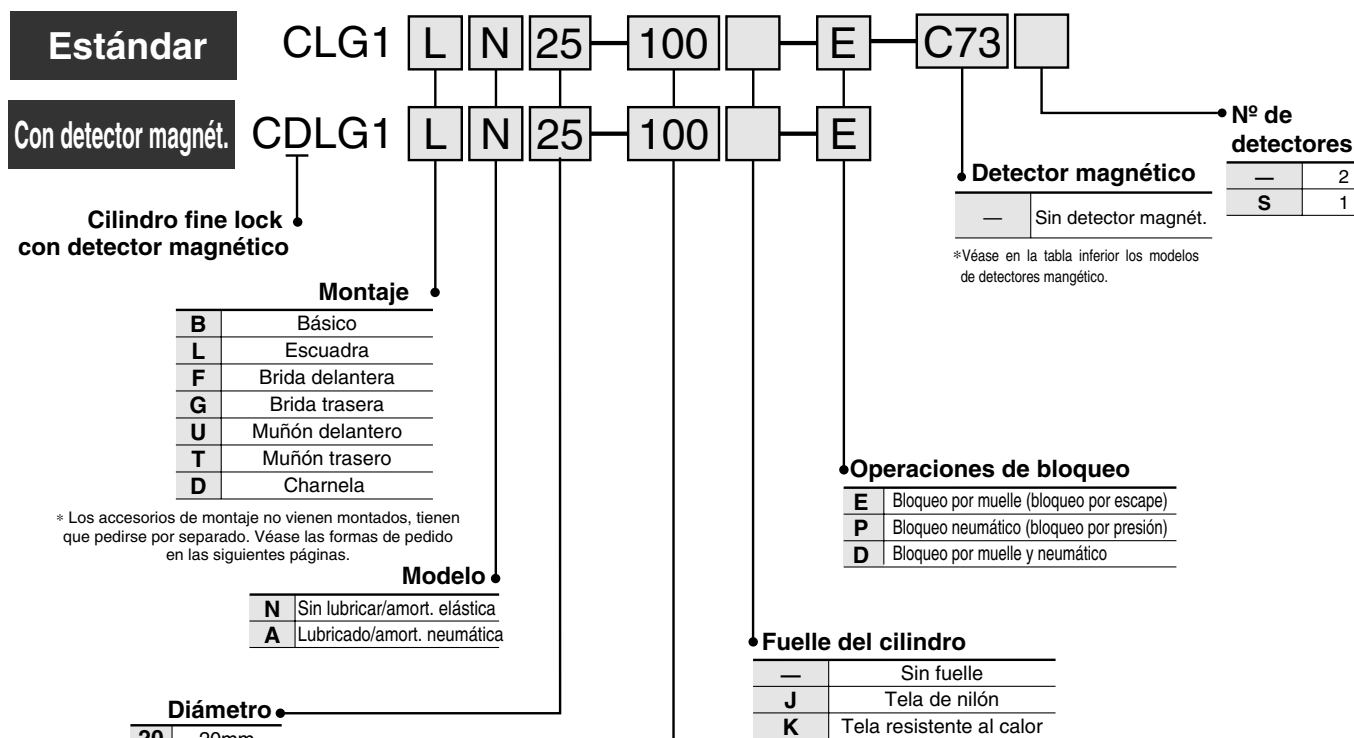 Estándar CLG1 L N 25 — 100 — E — C73
Con detector magnét. CDLG1 L N 25 — 100 — E
Nº de
detectores
— 2
S 1
Detector magnético
— Sin detector magnét.
*Véase en la tabla inferior los modelos
de detectores mangético.
Cilindro fine lock
con detector magnético
Montaje
B Básico
L Escuadra
F Brida delantera
G Brida trasera
U Muñón delantero
T Muñón trasero
D Charnela
* Los accesorios de montaje no vienen montados, tienen
que pedirse por separado. Véase las formas de pedido
en las siguientes páginas.
Operaciones de bloqueo
E Bloqueo por muelle (bloqueo por escape)
P Bloqueo neumático (bloqueo por presión)
D Bloqueo por muelle y neumático
Modelo
N Sin lubricar/amort. elástica
A Lubricado/amort. neumática
Fuelle del cilindro
— Sin fuelle
J Tela de nilón
K Tela resistente al calor
Diámetro
20 20mm